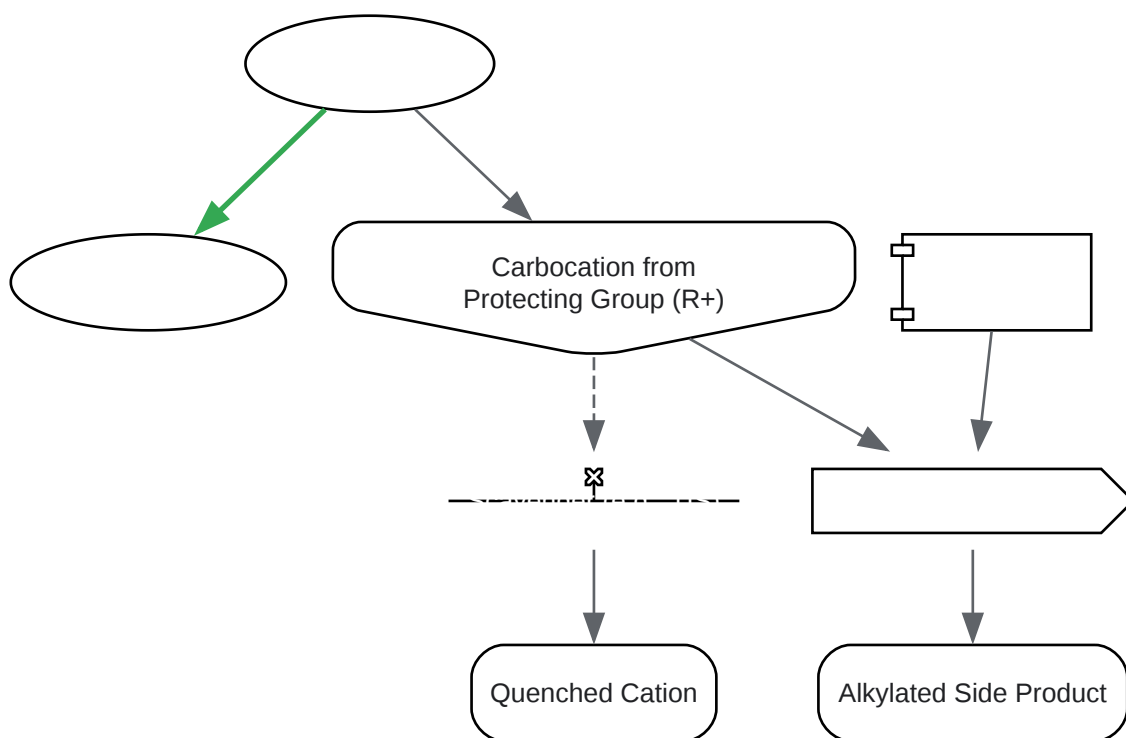 Carbocation from
Protecting Group (R+)
Quenched Cation
Alkylated Side Product